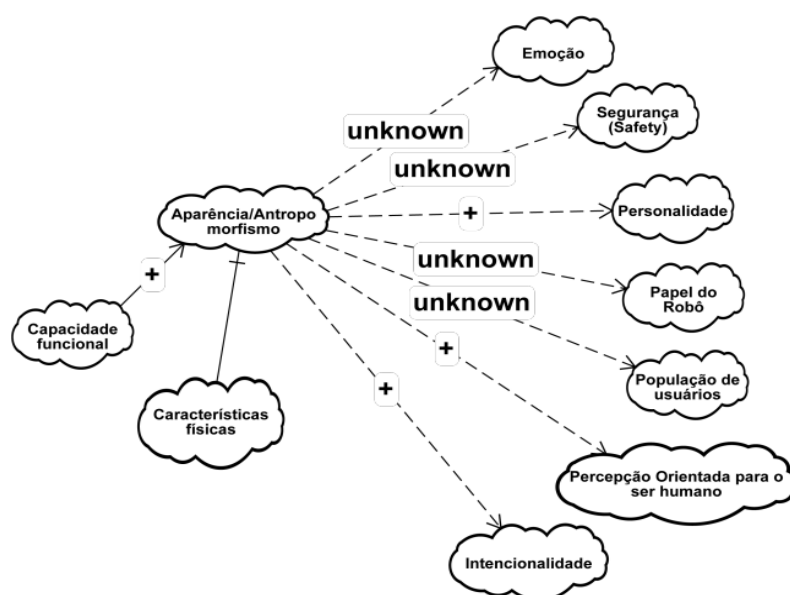 Emoção
unknown
Segurança
(Safety)
unknown
Aparência/Antropo
morfismo
+
Personalidade
unknown
Papel do
Robô
+
Capacidade
funcional
unknown
+
População de
usuários
+
Características
físicas
Percepção Orientada para o
ser humano
Intencionalidade